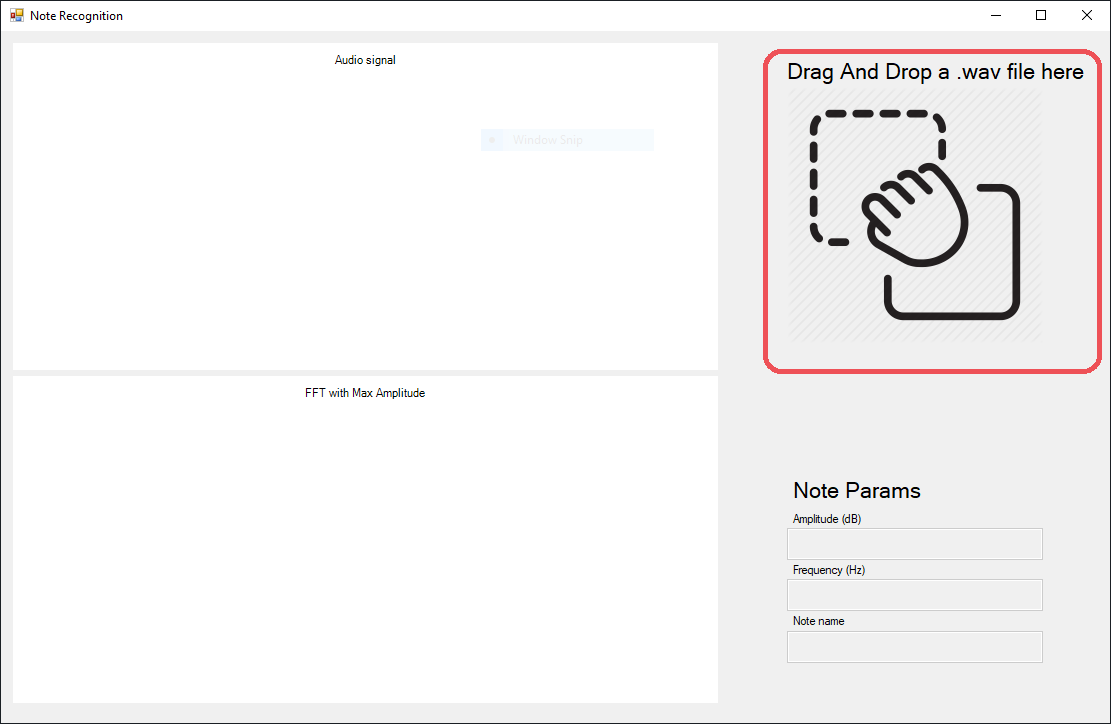 Note Recognition
Audio signal
Window Snip
FFT with Max Amplitude
Drag And Drop a .wav file here
Note Params
Amplitude (dB)
Frequency (Hz)
Note name